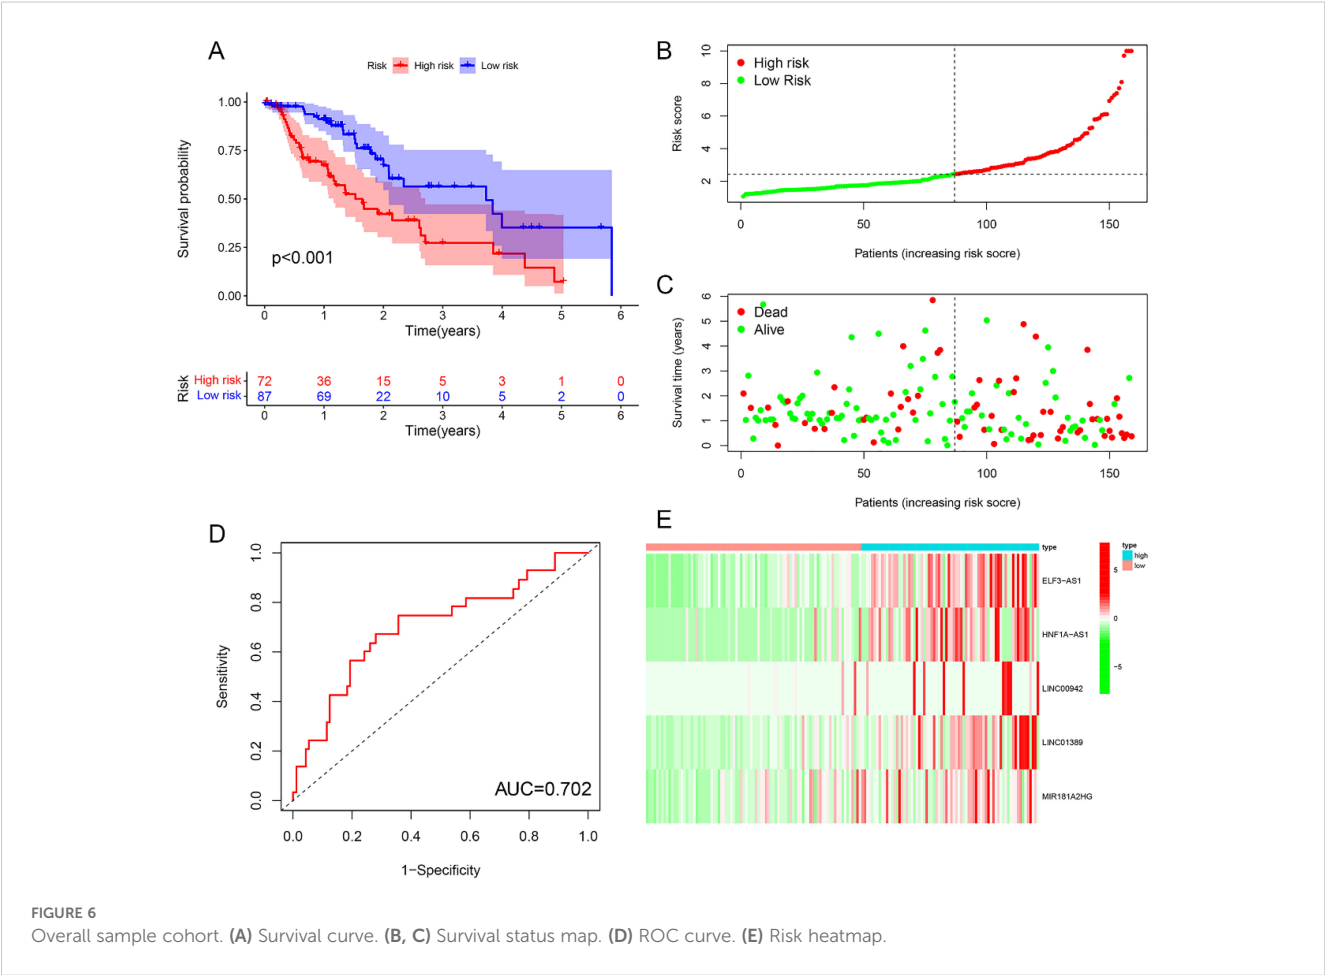 A
Risk High risk Low risk
1.00
0.75
0.50
0.25
0.00
Survival probability
p<0.001
0 1 2 3 4 5 6
Time(years)
Risk
High risk 72 36 15 5 3 1 0
Low risk 87 69 22 10 5 2 0
0 1 2 3 4 5 6
Time(years)
B
High risk
Low Risk
10
8
6
4
2
Risk score
0 50 100 150
Patients (increasing risk socre)
C
Dead
Alive
6
5
4
3
2
1
0
Survival time (years)
0 50 100 150
Patients (increasing risk socre)
D
1.0
0.8
0.6
0.4
0.2
0.0
Sensitivity
AUC=0.702
0.0 0.2 0.4 0.6 0.8 1.0
1−Specificity
E
type
ELF3−AS1
HNF1A−AS1
LINC00942
LINC01389
MIR181A2HG
5
0
−5
type
high
low
FIGURE 6
Overall sample cohort. (A) Survival curve. (B, C) Survival status map. (D) ROC curve. (E) Risk heatmap.